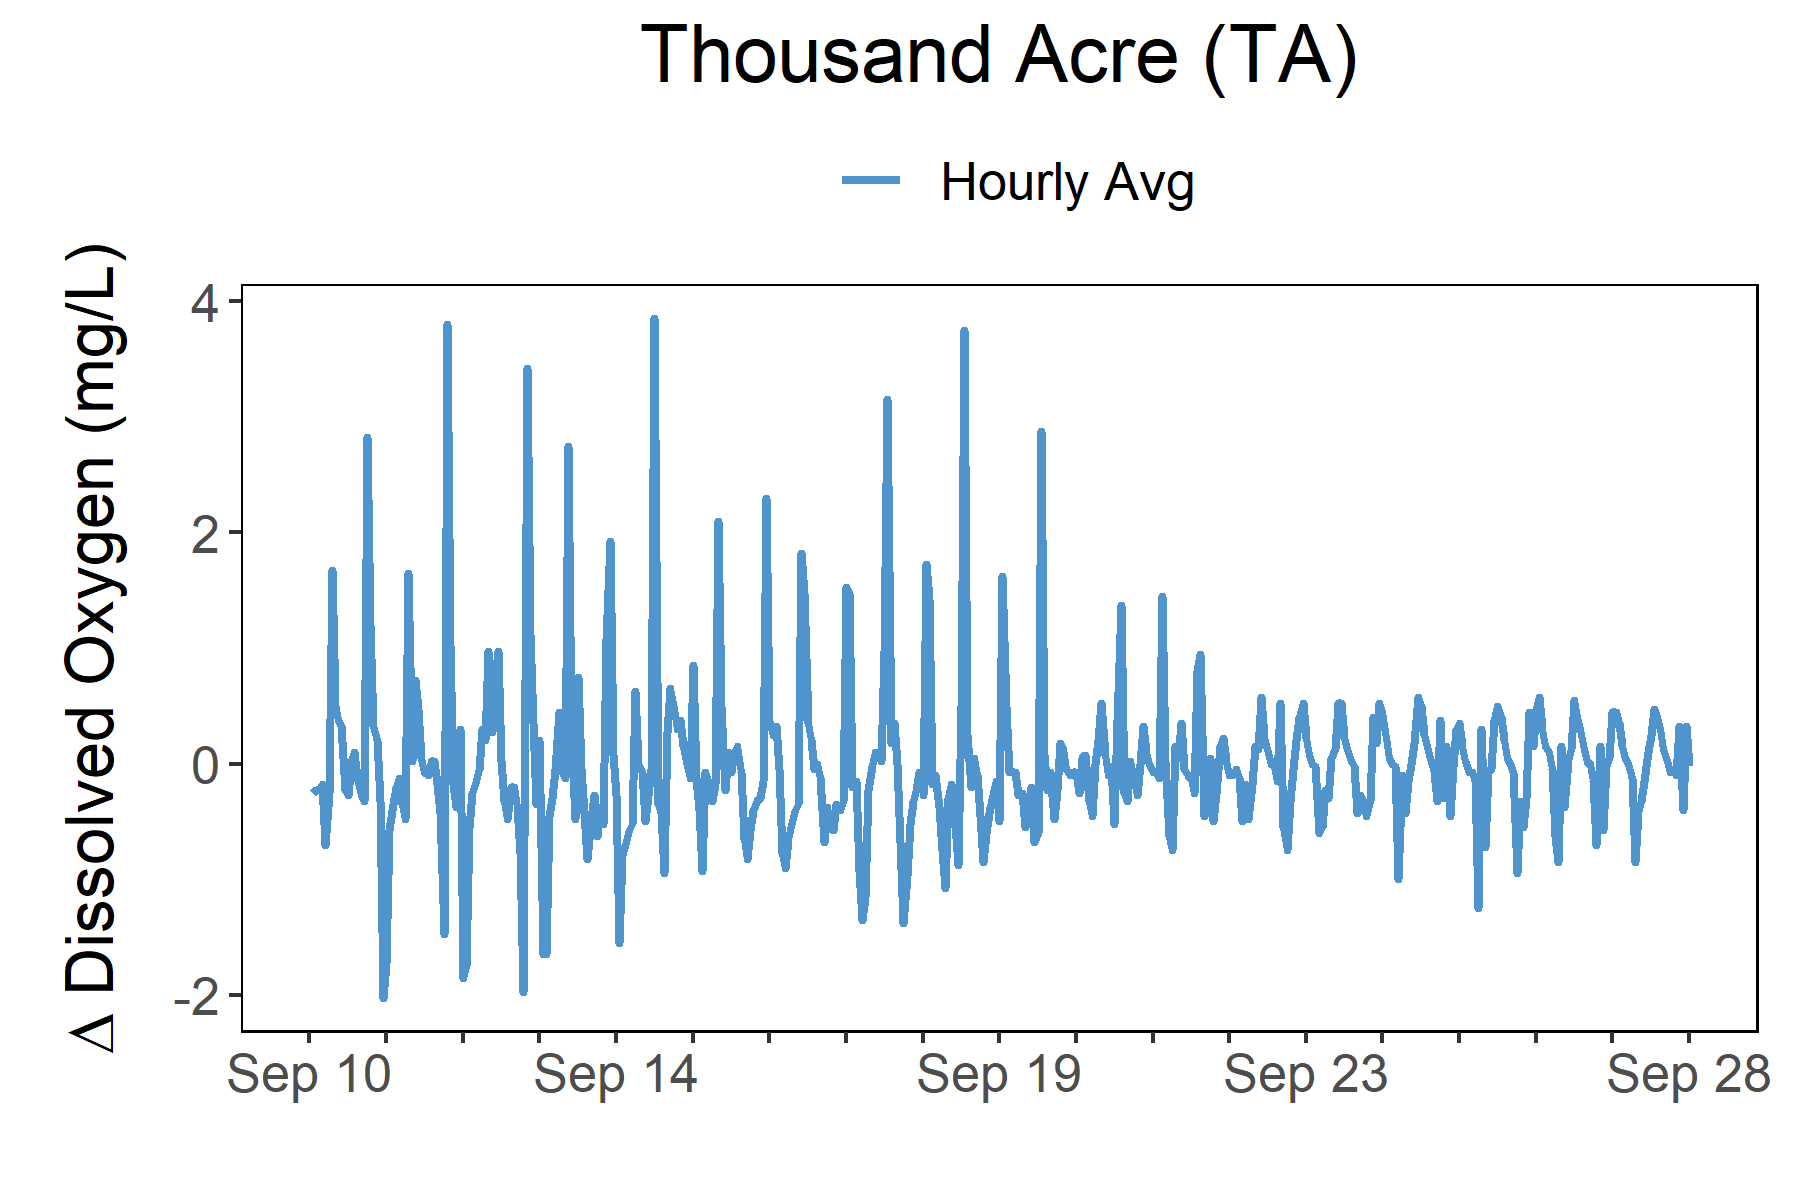 Thousand Acre (TA)
Hourly Avg
Δ Dissolved Oxygen (mg/L)
4
2
0
-2
Sep 10 Sep 14 Sep 19 Sep 23 Sep 28